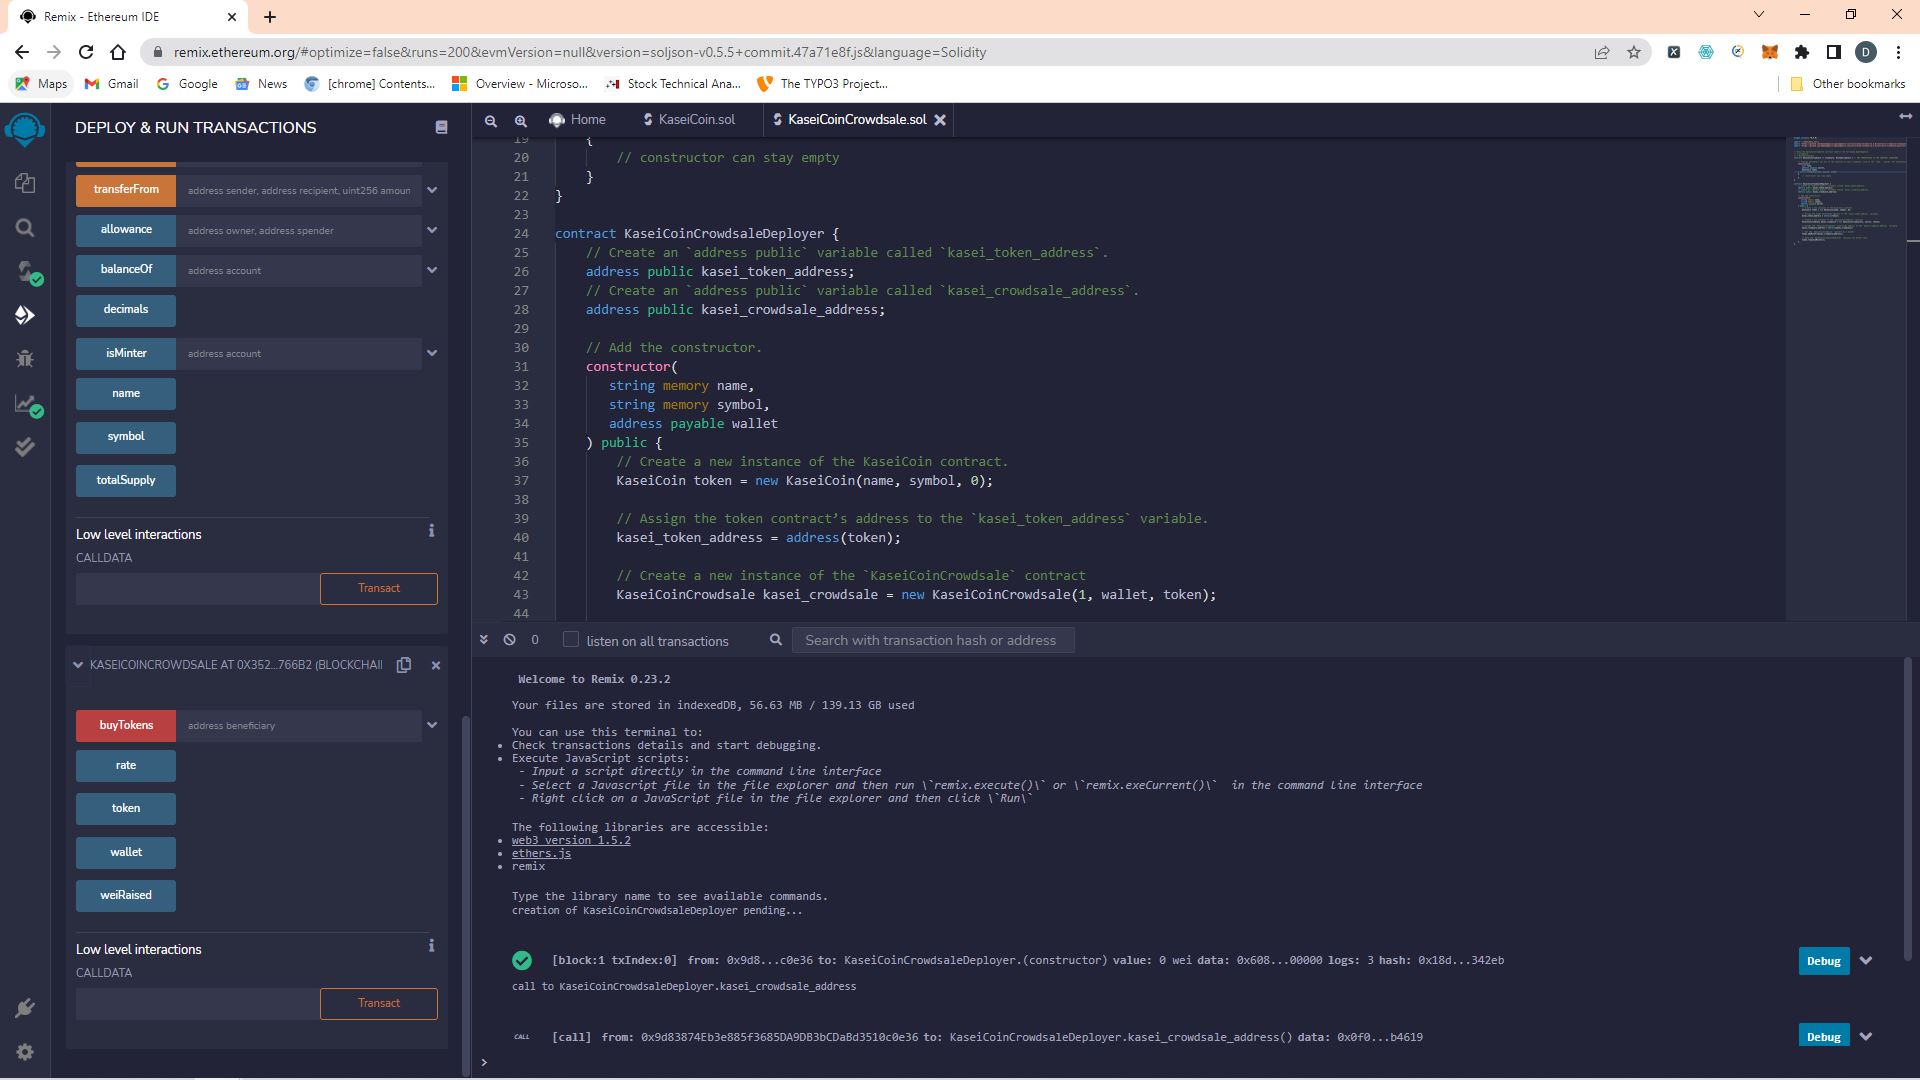 Remix - Ethereum IDE
remix.ethereum.org/#optimize=false&runs=200&evmVersion=null&version=soljson-v0.5.5+commit.47a71e8f.js&language=Solidity
D
Maps
Gmail
Google
News
[chrome] Contents...
Overview - Microso...
Stock Technical Ana...
The TYPO3 Project...
Other bookmarks
DEPLOY & RUN TRANSACTIONS
transferFrom address sender, address recipient, uint256 amoun
allowance address owner, address spender
balanceOf address account
decimals
isMinter address account
name
symbol
totalSupply
Low level interactions
CALLDATA
Transact
KASEICOINCROWDSALE AT 0X352...766B2 (BLOCKCHAI
buyTokens address beneficiary
rate
token
wallet
weiRaised
Low level interactions
CALLDATA
Transact
Home
KaseiCoin.sol
KaseiCoinCrowdsale.sol
19 {
20 // constructor can stay empty
21 }
22 }
23
24 contract KaseiCoinCrowdsaleDeployer {
25 // Create an `address public` variable called `kasei_token_address`.
26 address public kasei_token_address;
27 // Create an `address public` variable called `kasei_crowdsale_address`.
28 address public kasei_crowdsale_address;
29
30 // Add the constructor.
31 constructor(
32 string memory name,
33 string memory symbol,
34 address payable wallet
35 ) public {
36 // Create a new instance of the KaseiCoin contract.
37 KaseiCoin token = new KaseiCoin(name, symbol, 0);
38
39 // Assign the token contract’s address to the `kasei_token_address` variable.
40 kasei_token_address = address(token);
41
42 // Create a new instance of the `KaseiCoinCrowdsale` contract
43 KaseiCoinCrowdsale kasei_crowdsale = new KaseiCoinCrowdsale(1, wallet, token);
44
0 listen on all transactions Search with transaction hash or address
Welcome to Remix 0.23.2
Your files are stored in indexedDB, 56.63 MB / 139.13 GB used
You can use this terminal to:
• Check transactions details and start debugging.
• Execute JavaScript scripts:
- Input a script directly in the command line interface
- Select a Javascript file in the file explorer and then run \`remix.execute()\` or \`remix.exeCurrent()\` in the command line interface
- Right click on a JavaScript file in the file explorer and then click \`Run\`
The following libraries are accessible:
• web3 version 1.5.2
• ethers.js
• remix
Type the library name to see available commands.
creation of KaseiCoinCrowdsaleDeployer pending...
[block:1 txIndex:0] from: 0x9d8...c0e36 to: KaseiCoinCrowdsaleDeployer.(constructor) value: 0 wei data: 0x608...00000 logs: 3 hash: 0x18d...342eb
Debug
call to KaseiCoinCrowdsaleDeployer.kasei_crowdsale_address
CALL [call] from: 0x9d83874Eb3e885f3685DA9DB3bCDaBd3510c0e36 to: KaseiCoinCrowdsaleDeployer.kasei_crowdsale_address() data: 0x0f0...b4619
Debug
>